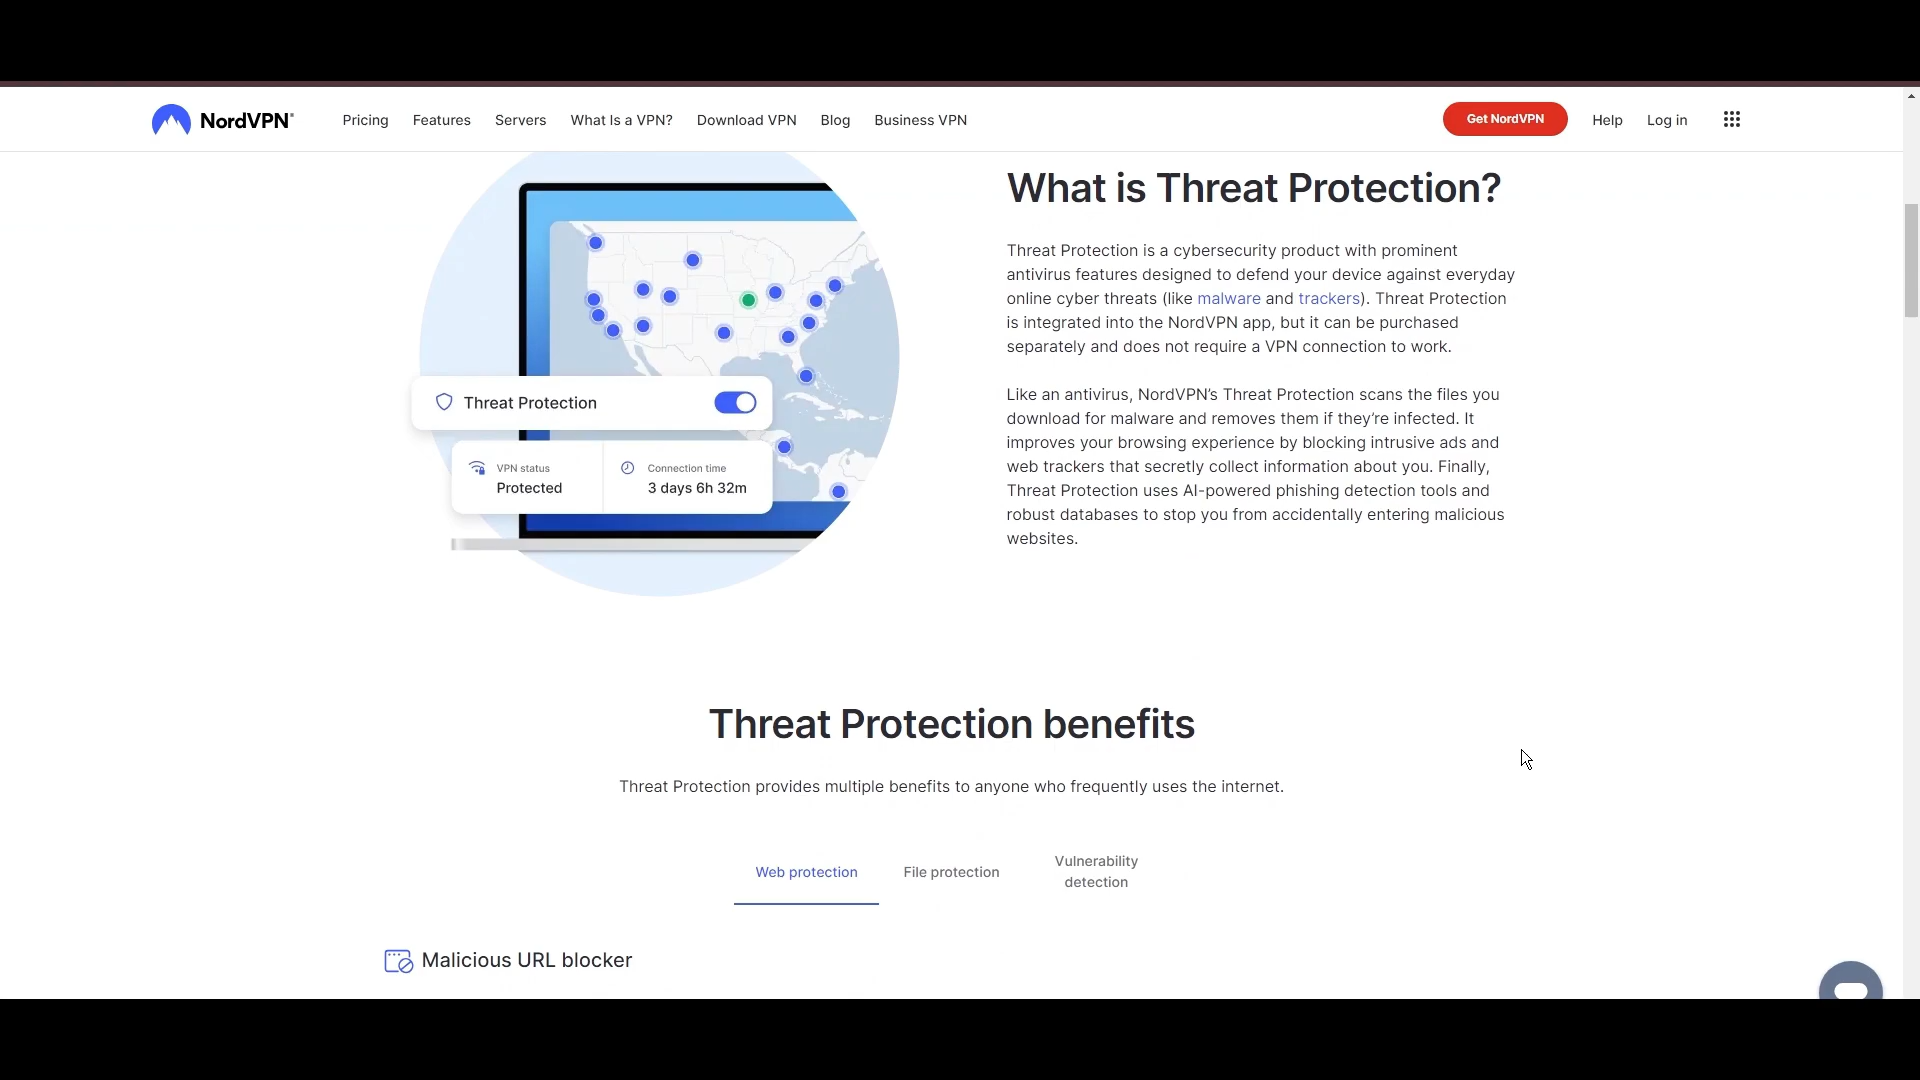 NordVPN®
Pricing
Features
Servers
What Is a VPN?
Download VPN
Blog
Business VPN
Get NordVPN
Help
Log in
Threat Protection
VPN status
Protected
Connection time
3 days 6h 32m
What is Threat Protection?
Threat Protection is a cybersecurity product with prominent
antivirus features designed to defend your device against everyday
online cyber threats (like malware and trackers). Threat Protection
is integrated into the NordVPN app, but it can be purchased
separately and does not require a VPN connection to work.
Like an antivirus, NordVPN’s Threat Protection scans the files you
download for malware and removes them if they’re infected. It
improves your browsing experience by blocking intrusive ads and
web trackers that secretly collect information about you. Finally,
Threat Protection uses AI-powered phishing detection tools and
robust databases to stop you from accidentally entering malicious
websites.
Threat Protection benefits
Threat Protection provides multiple benefits to anyone who frequently uses the internet.
Web protection
File protection
Vulnerability
detection
Malicious URL blocker